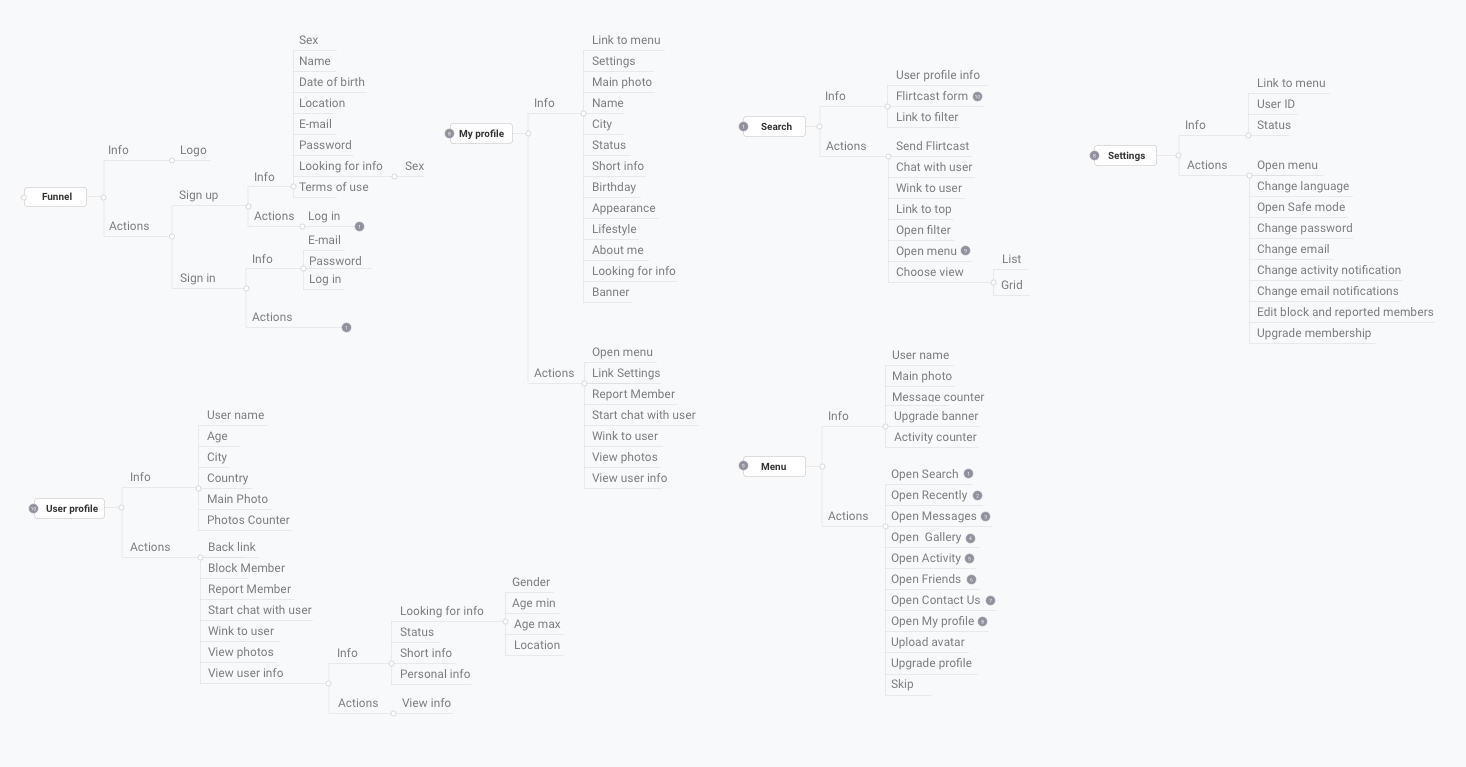 Funnel
Info
Logo
Actions
Sign up
Info
Sex
Name
Date of birth
Location
E-mail
Password
Looking for info
Sex
Terms of use
Actions
Log in
Sign in
Info
E-mail
Password
Log in
Actions
My profile
Info
Link to menu
Settings
Main photo
Name
City
Status
Short info
Birthday
Appearance
Lifestyle
About me
Looking for info
Banner
Actions
Open menu
Link Settings
Report Member
Start chat with user
Wink to user
View photos
View user info
Search
Info
User profile info
Flirtcast form
Link to filter
Actions
Send Flirtcast
Chat with user
Wink to user
Link to top
Open filter
Open menu
Choose view
List
Grid
Settings
Info
Link to menu
User ID
Status
Actions
Open menu
Change language
Open Safe mode
Change password
Change email
Change activity notification
Change email notifications
Edit block and reported members
Upgrade membership
User profile
Info
User name
Age
City
Country
Main Photo
Photos Counter
Actions
Back link
Block Member
Report Member
Start chat with user
Wink to user
View photos
View user info
Info
Looking for info
Gender
Age min
Age max
Location
Status
Short info
Personal info
Actions
View info
Menu
Info
User name
Main photo
Message counter
Upgrade banner
Activity counter
Actions
Open Search
Open Recently
Open Messages
Open  Gallery
Open Activity
Open Friends
Open Contact Us
Open My profile
Upload avatar
Upgrade profile
Skip